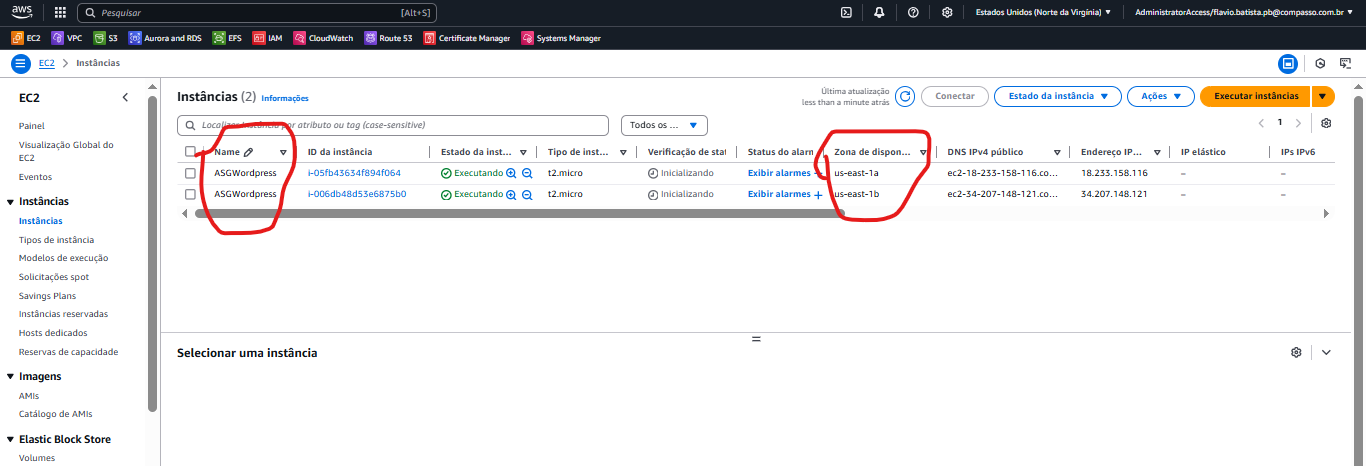 aws Pesquisar [Alt+S] Estados Unidos (Norte da Virgínia) AdministratorAccess/flavio.batista.pb@compasso.com.br
EC2 VPC S3 Aurora and RDS EFS IAM CloudWatch Route 53 Certificate Manager Systems Manager
EC2 > Instâncias
EC2
Painel
Visualização Global do
EC2
Eventos
Instâncias
Instâncias
Tipos de instância
Modelos de execução
Solicitações spot
Savings Plans
Instâncias reservadas
Hosts dedicados
Reservas de capacidade
Imagens
AMIs
Catálogo de AMIs
Elastic Block Store
Volumes
Instâncias (2) Informações
Última atualização
less than a minute atrás
Conectar Estado da instância Ações Executar instâncias
Localizar Instância por atributo ou tag (case-sensitive) Todos os ... 1
Name ID da instância Estado da inst... Tipo de inst... Verificação de stat Status do alarm Zona de dispon... DNS IPv4 público Endereço IP... IP elástico IPs IPv6
ASGWordpress i-05fb43634f894f064 Executando t2.micro Inicializando Exibir alarmes + us-east-1a ec2-18-233-158-116.co... 18.233.158.116 – –
ASGWordpress i-006db48d53e6875b0 Executando t2.micro Inicializando Exibir alarmes + us-east-1b ec2-34-207-148-121.co... 34.207.148.121 – –
Selecionar uma instância